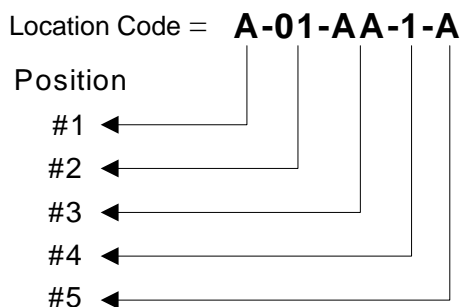 Location Code = A-01-AA-1-A
Position
#1
#2
#3
#4
#5